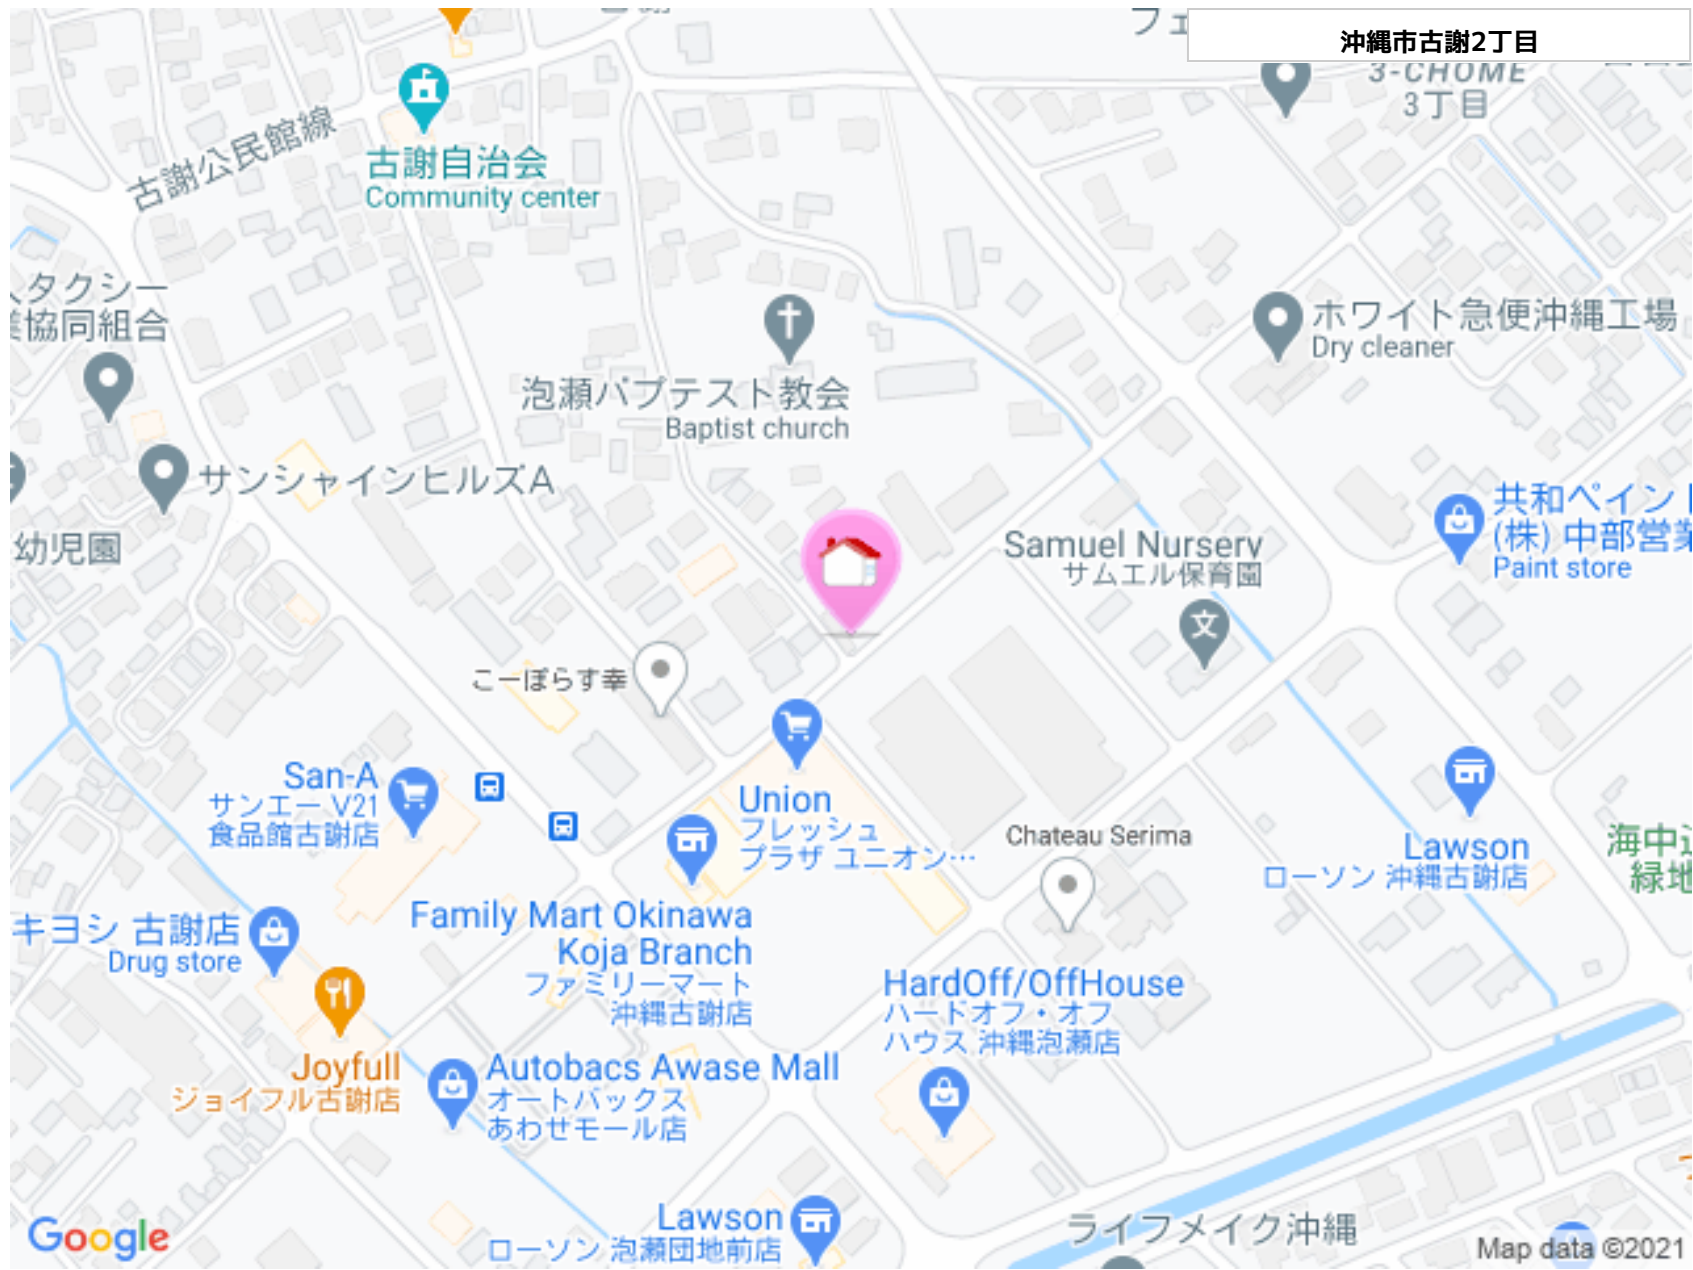 沖縄市古謝2丁目
フェ
3-CHOME
3丁目
古謝公民館線
古謝自治会
Community center
タクシー
協同組合
ホワイト急便沖縄工場
Dry cleaner
泡瀬バプテスト教会
Baptist church
サンシャインヒルズA
幼児園
共和ペイント
(株) 中部営業
Paint store
Samuel Nursery
サムエル保育園
文
こーぽらす幸
San-A
サンエー V21
食品館古謝店
Union
フレッシュ
プラザ ユニオン…
Chateau Serima
Lawson
ローソン 沖縄古謝店
海中道
緑地
キヨシ 古謝店
Drug store
Family Mart Okinawa
Koja Branch
ファミリーマート
沖縄古謝店
HardOff/OffHouse
ハードオフ・オフ
ハウス 沖縄泡瀬店
Joyfull
ジョイフル古謝店
Autobacs Awase Mall
オートバックス
あわせモール店
Lawson
ローソン 泡瀬団地前店
ライフメイク沖縄
Google
Map data ©2021